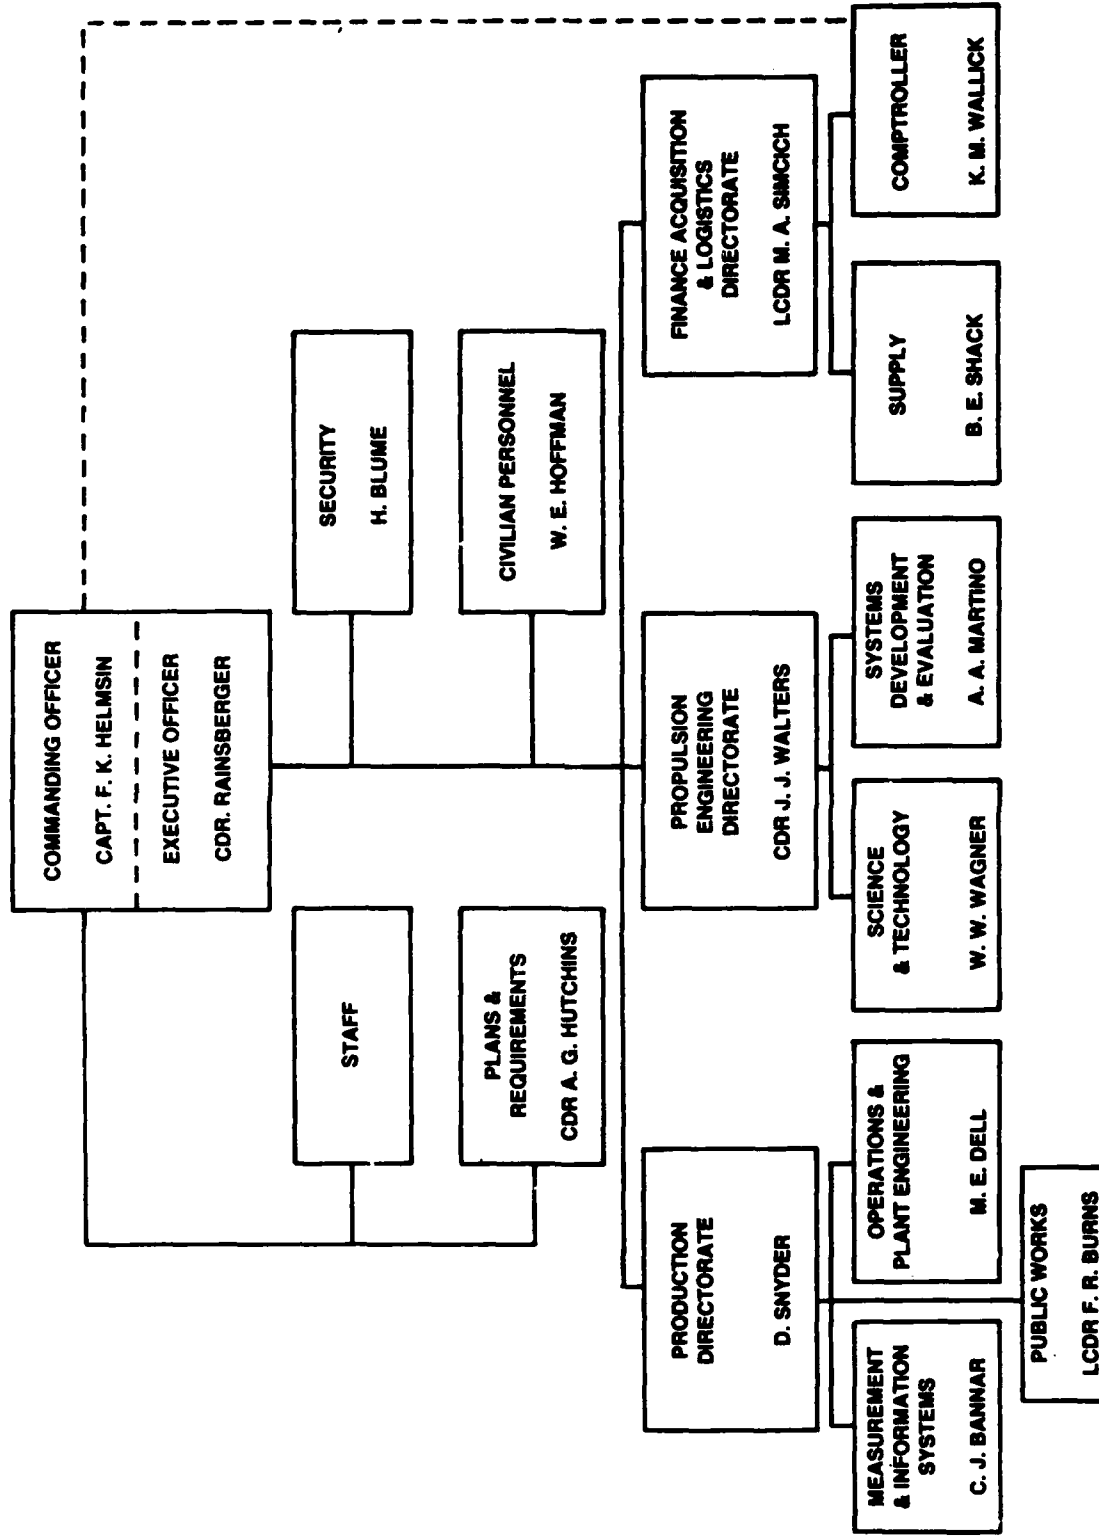 COMMANDING OFFICER
CAPT. F. K. HELMSIN
EXECUTIVE OFFICER
CDR. RAINSBERGER
STAFF
SECURITY
H. BLUME
PLANS &
REQUIREMENTS
CDR A. G. HUTCHINS
CIVILIAN PERSONNEL
W. E. HOFFMAN
PRODUCTION
DIRECTORATE
D. SNYDER
PROPULSION
ENGINEERING
DIRECTORATE
CDR J. J. WALTERS
FINANCE ACQUISITION
& LOGISTICS
DIRECTORATE
LCDR M. A. SIMCICH
MEASUREMENT
& INFORMATION
SYSTEMS
C. J. BANNAR
OPERATIONS &
PLANT ENGINEERING
M. E. DELL
SCIENCE
& TECHNOLOGY
W. W. WAGNER
SYSTEMS
DEVELOPMENT
& EVALUATION
A. A. MARTINO
SUPPLY
B. E. SHACK
COMPTROLLER
K. M. WALLICK
PUBLIC WORKS
LCDR F. R. BURNS